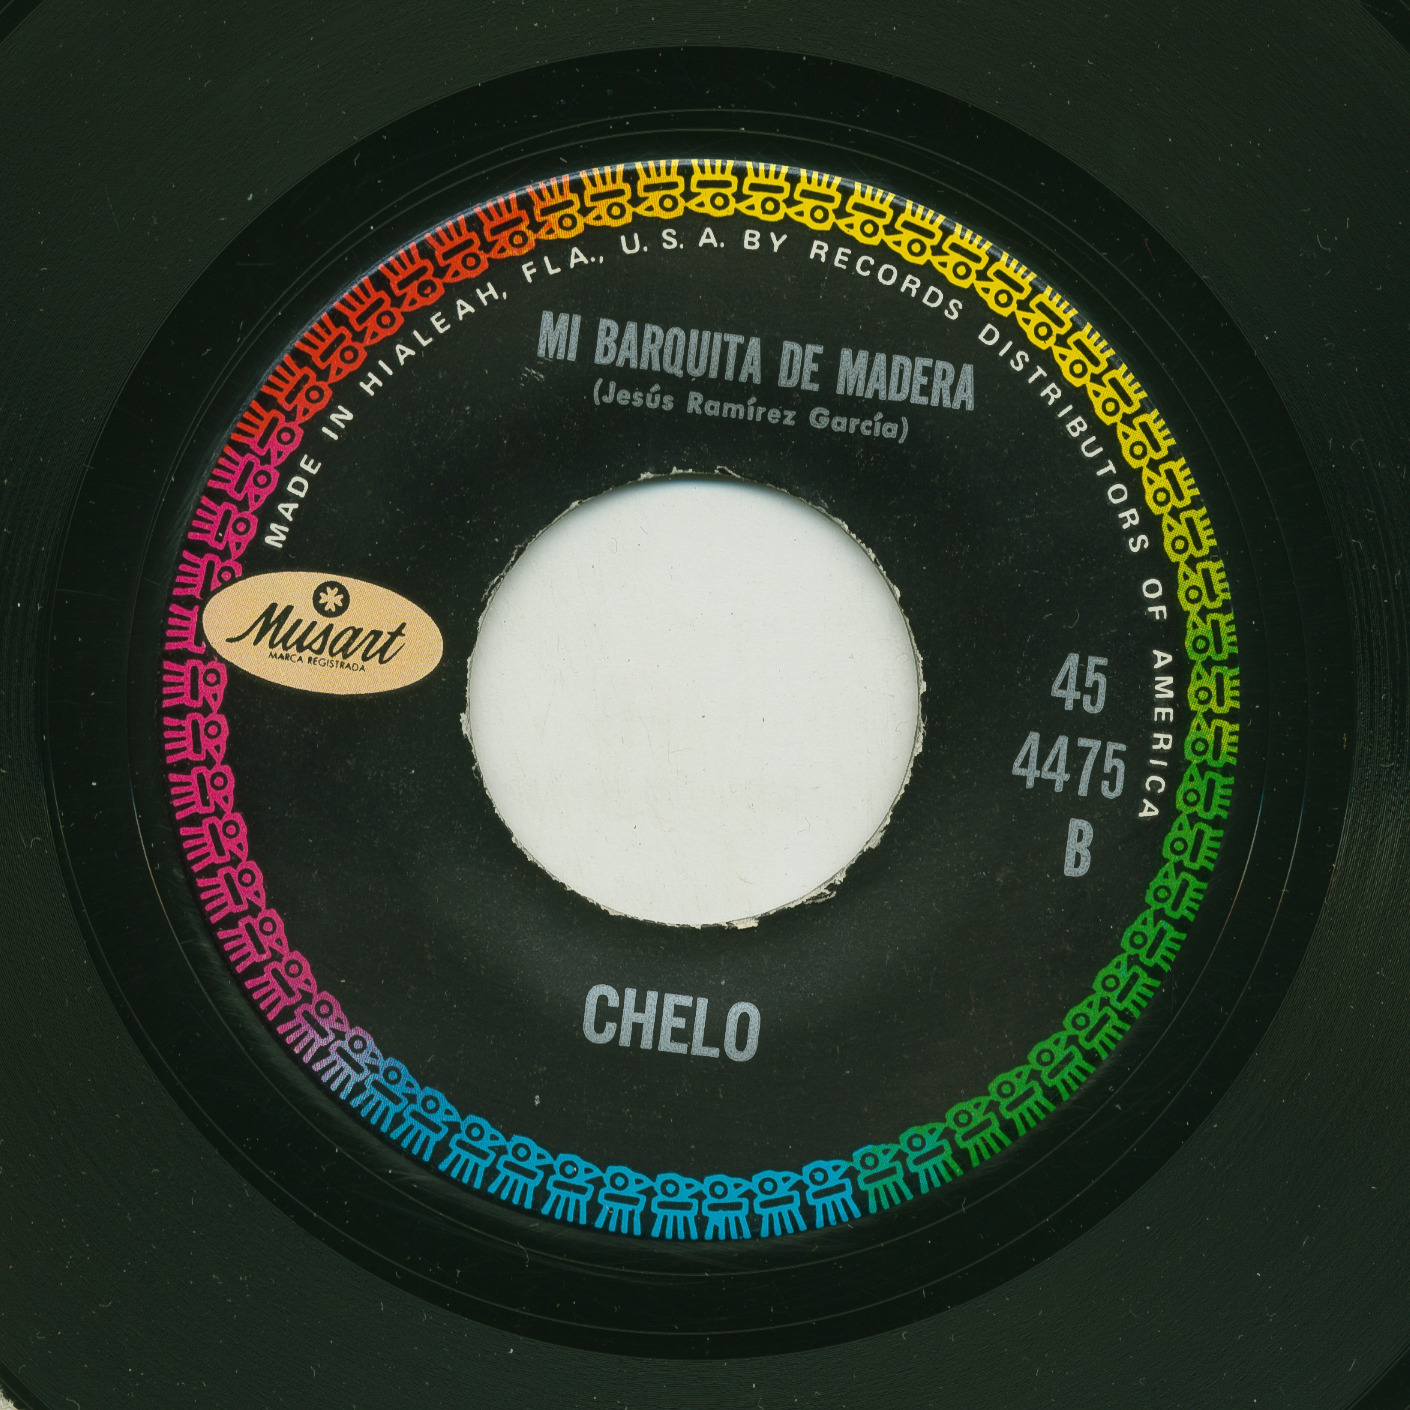 MADE IN HIALEAH, FLA., U.S.A. BY RECORDS DISTRIBUTORS OF AMERICA
MI BARQUITA DE MADERA
(Jesús Ramírez García)
Musart
MARCA REGISTRADA
45
4475
B
CHELO